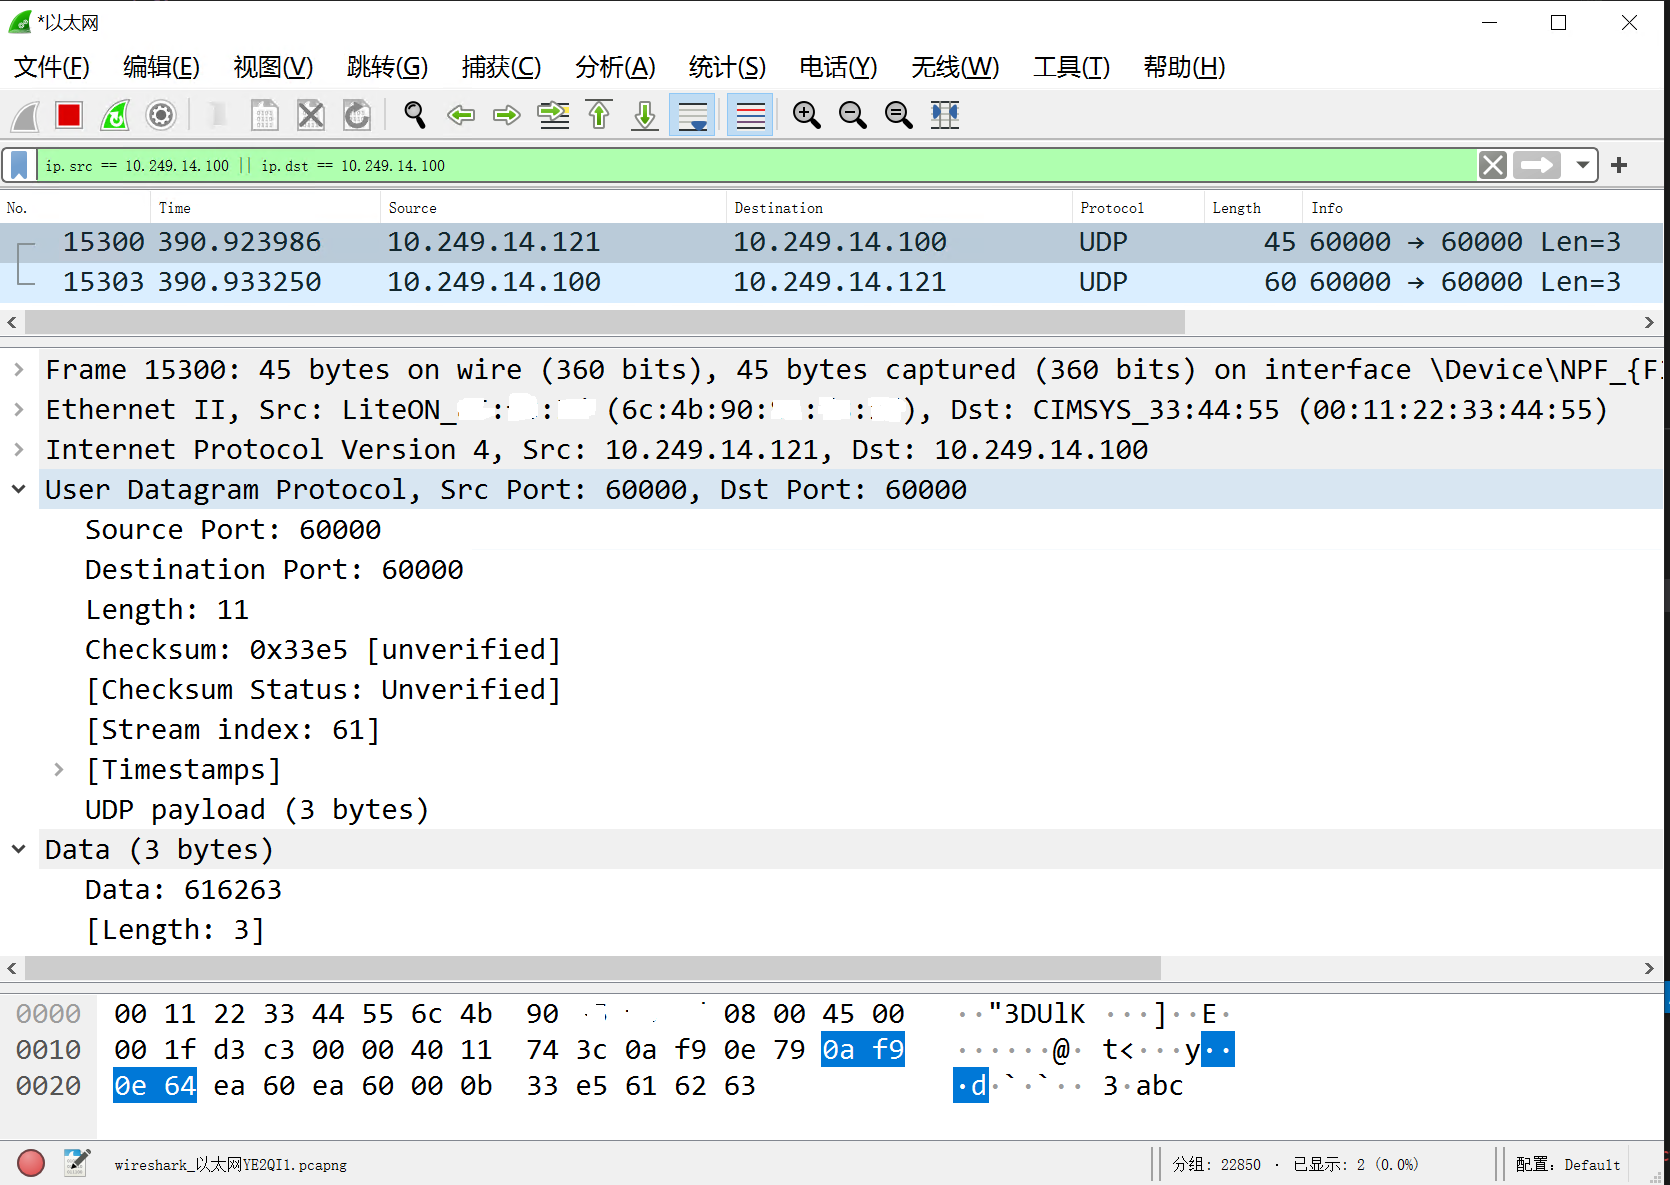 *以太网
文件(F) 编辑(E) 视图(V) 跳转(G) 捕获(C) 分析(A) 统计(S) 电话(Y) 无线(W) 工具(T) 帮助(H)
ip.src == 10.249.14.100 || ip.dst == 10.249.14.100
No. Time Source Destination Protocol Length Info
15300 390.923986 10.249.14.121 10.249.14.100 UDP 45 60000 → 60000 Len=3
15303 390.933250 10.249.14.100 10.249.14.121 UDP 60 60000 → 60000 Len=3
Frame 15300: 45 bytes on wire (360 bits), 45 bytes captured (360 bits) on interface \Device\NPF_{F
Ethernet II, Src: LiteON_ (6c:4b:90: : : ), Dst: CIMSYS_33:44:55 (00:11:22:33:44:55)
Internet Protocol Version 4, Src: 10.249.14.121, Dst: 10.249.14.100
User Datagram Protocol, Src Port: 60000, Dst Port: 60000
Source Port: 60000
Destination Port: 60000
Length: 11
Checksum: 0x33e5 [unverified]
[Checksum Status: Unverified]
[Stream index: 61]
[Timestamps]
UDP payload (3 bytes)
Data (3 bytes)
Data: 616263
[Length: 3]
0000 00 11 22 33 44 55 6c 4b 90 08 00 45 00 ··"3DUlK ···]··E·
0010 00 1f d3 c3 00 00 40 11 74 3c 0a f9 0e 79 0a f9 ······@· t<···y··
0020 0e 64 ea 60 ea 60 00 0b 33 e5 61 62 63 ·d·`·`·· 3·abc
wireshark_以太网YE2QI1.pcapng 分组: 22850 · 已显示: 2 (0.0%) 配置: Default